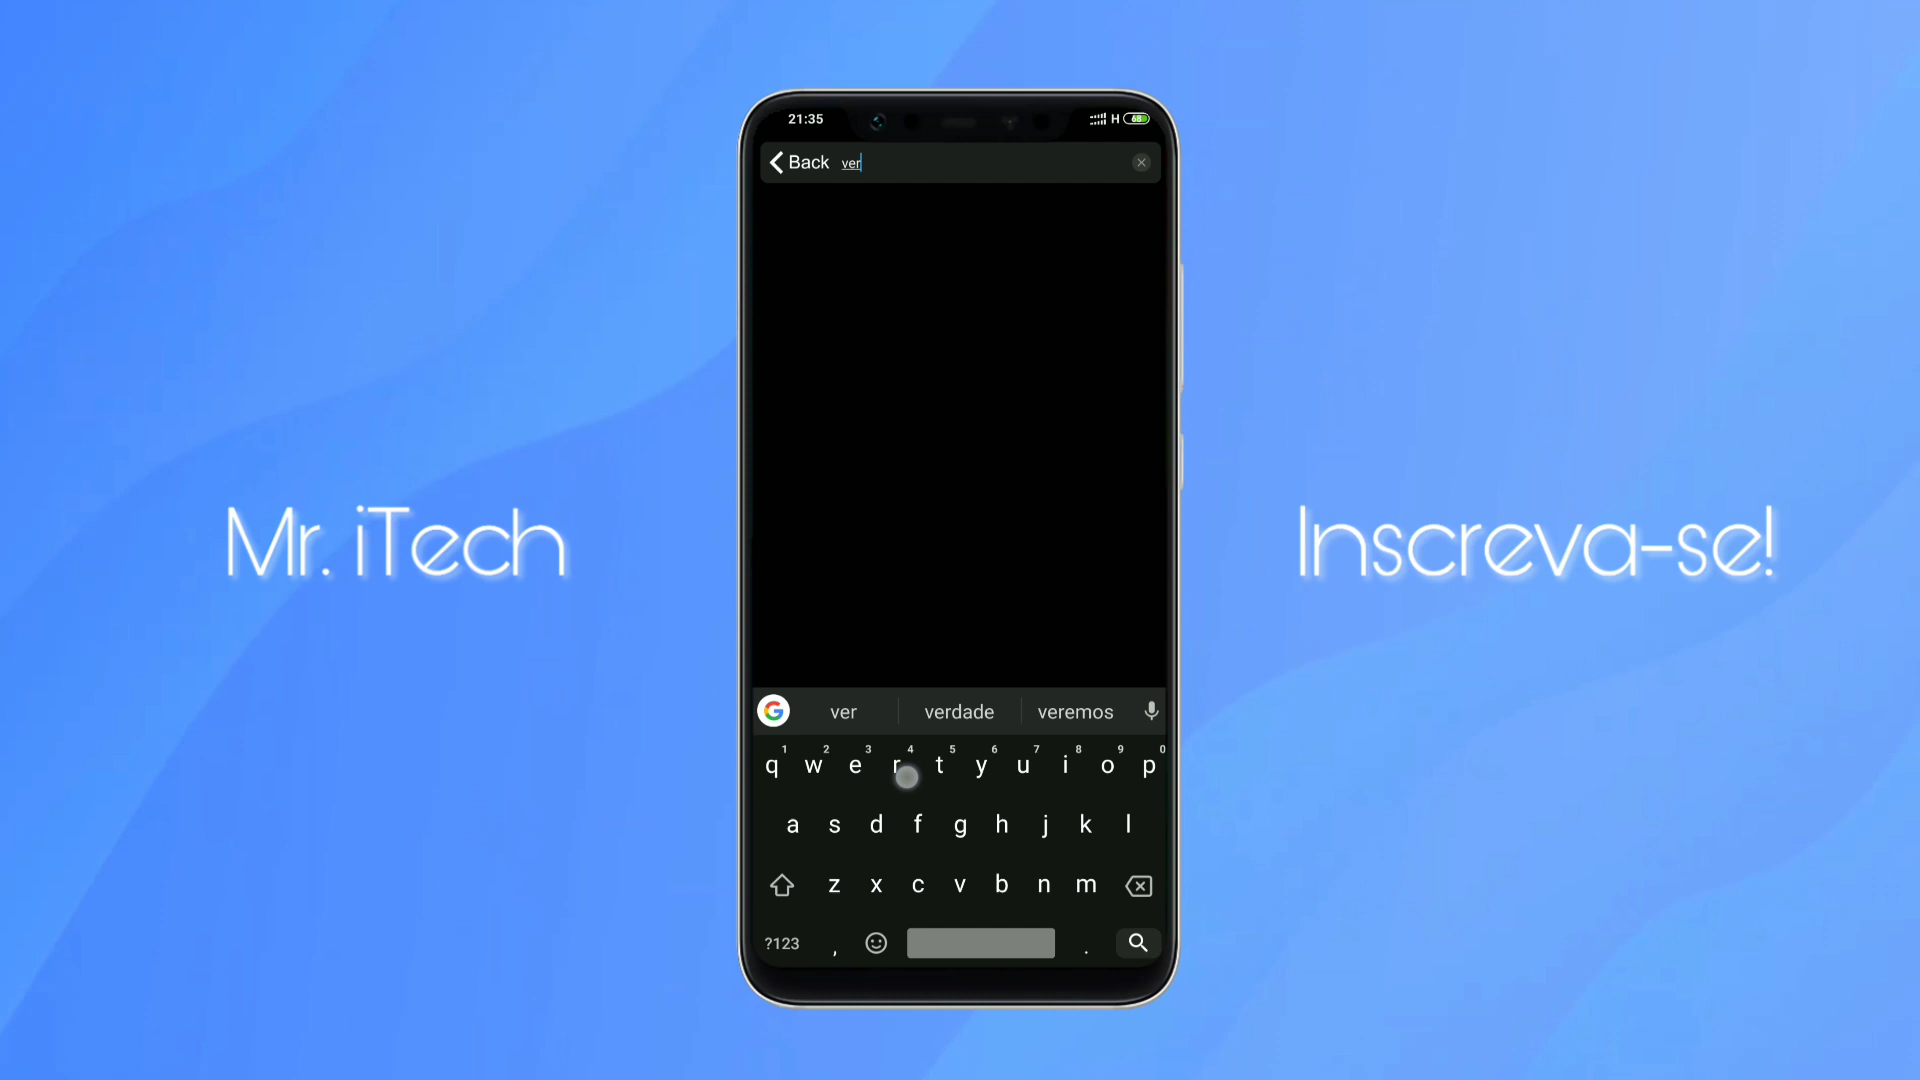 21:35
H 68
Back ver
Mr. iTech
Inscreva-se!
G ver verdade veremos
1 2 3 4 5 6 7 8 9 0
q w e r t y u i o p
a s d f g h j k l
z x c v b n m
?123 , .